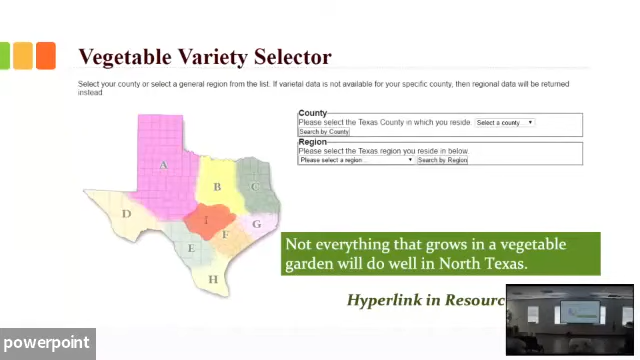 Vegetable Variety Selector
Select your county or select a general region from the list. If varietal data is not available for your specific county, then regional data will be returned
instead.
County
Please select the Texas County in which you reside. Select a county
Search by County
Region
Please select the Texas region you reside in below.
Please select a region... Search by Region
A
B
C
D
I
G
F
E
H
Not everything that grows in a vegetable
garden will do well in North Texas.
Hyperlink in Resourc
powerpoint